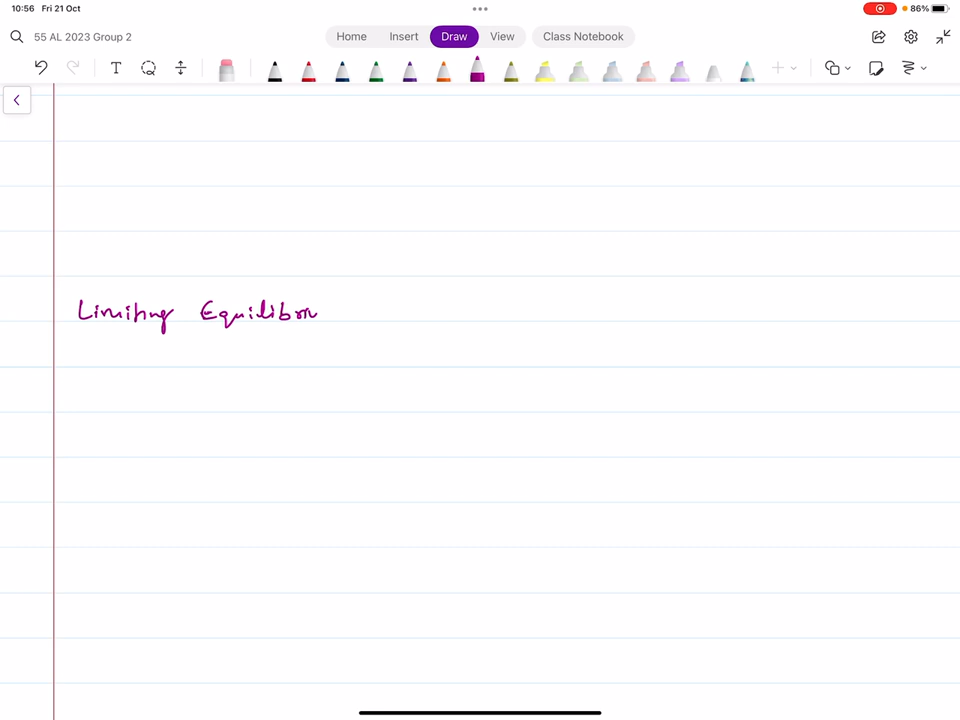 10:56 Fri 21 Oct
86%
55 AL 2023 Group 2
Home Insert Draw View Class Notebook
T
Limiting Equilibrm